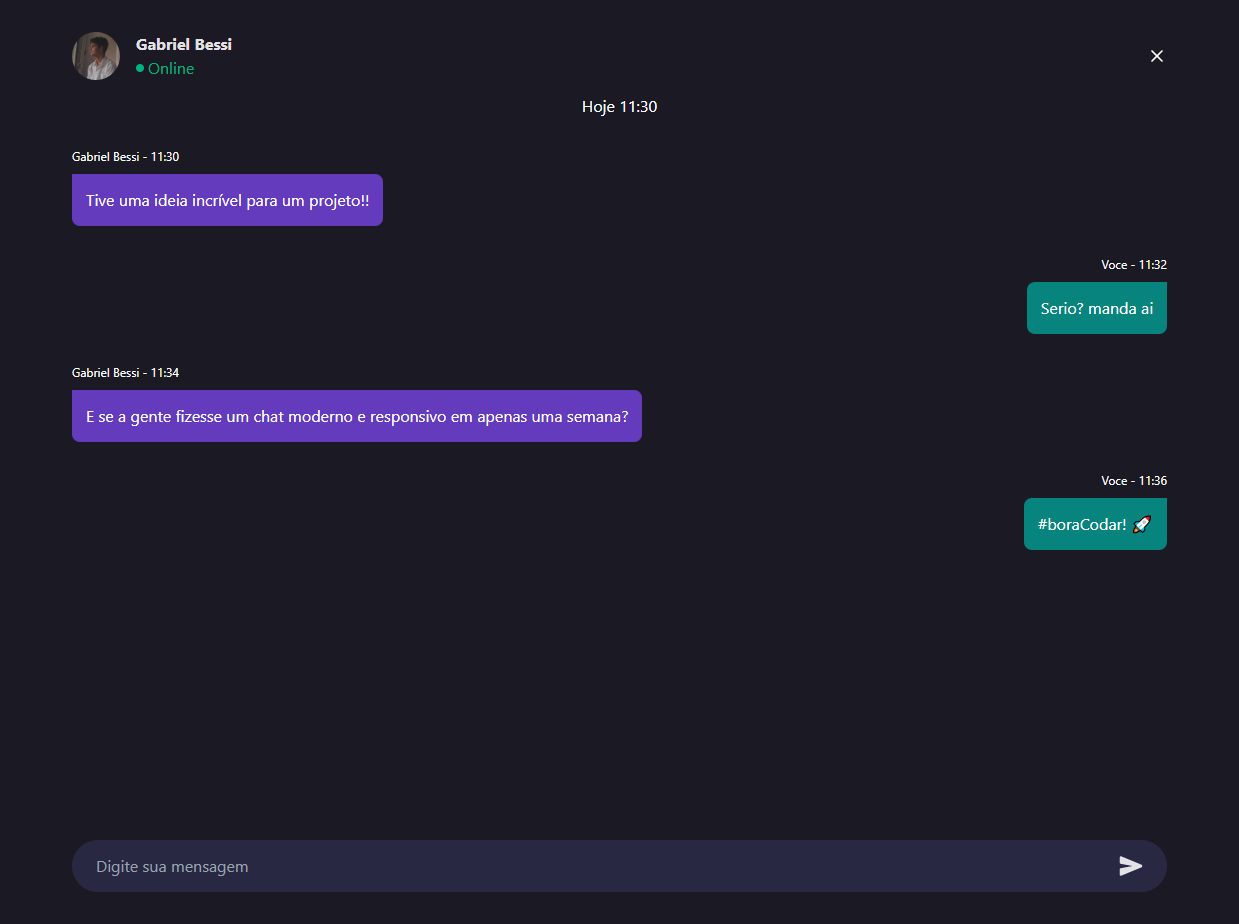 Gabriel Bessi
Online
Hoje 11:30
Gabriel Bessi - 11:30
Tive uma ideia incrível para um projeto!!
Voce - 11:32
Serio? manda ai
Gabriel Bessi - 11:34
E se a gente fizesse um chat moderno e responsivo em apenas uma semana?
Voce - 11:36
#boraCodar! 🚀
Digite sua mensagem